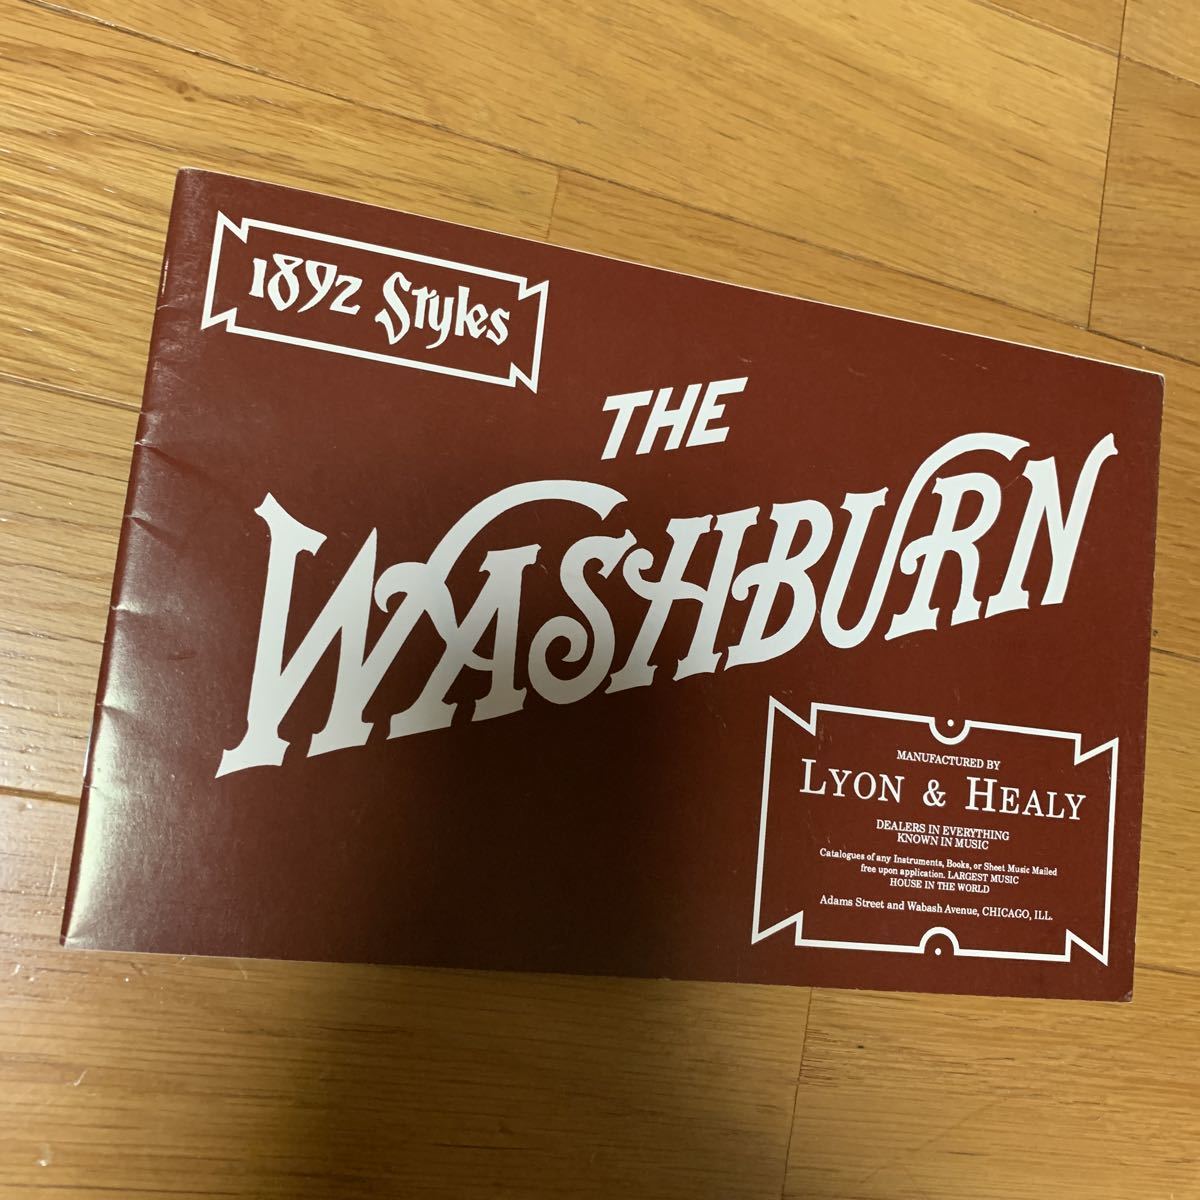 1892 Styles
THE
WASHBURN
MANUFACTURED BY
LYON & HEALY
DEALERS IN EVERYTHING
KNOWN IN MUSIC
Catalogues of any Instruments, Books, or Sheet Music Mailed
free upon application. LARGEST MUSIC
HOUSE IN THE WORLD
Adams Street and Wabash Avenue, CHICAGO, ILL.